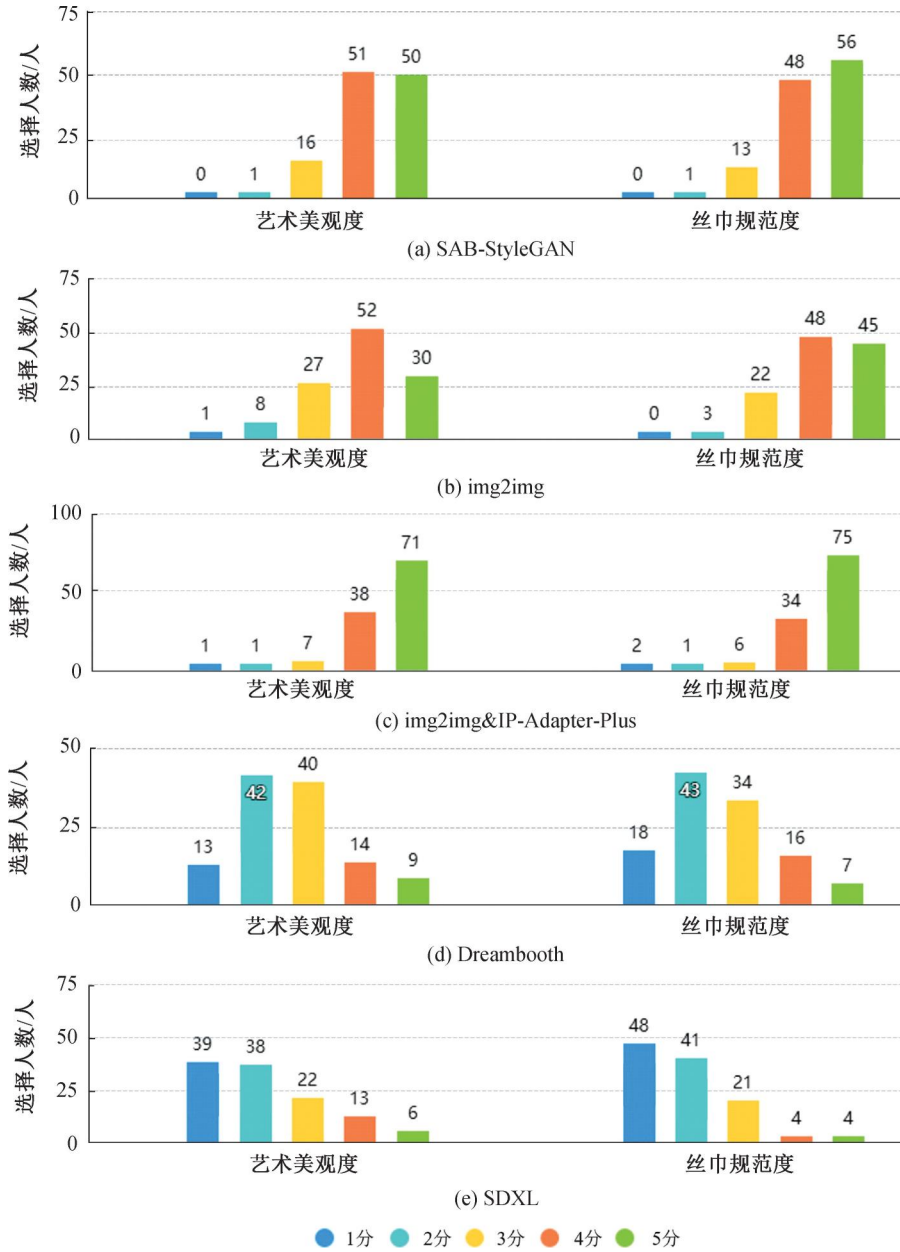 75
50
25
0
选择人数/人
0 1 16 51 50
0 1 13 48 56
艺术美观度 丝巾规范度
(a) SAB-StyleGAN
75
50
25
0
选择人数/人
1 8 27 52 30
0 3 22 48 45
艺术美观度 丝巾规范度
(b) img2img
100
50
0
选择人数/人
1 1 7 38 71
2 1 6 34 75
艺术美观度 丝巾规范度
(c) img2img&IP-Adapter-Plus
50
25
0
选择人数/人
13 42 40 14 9
18 43 34 16 7
艺术美观度 丝巾规范度
(d) Dreambooth
75
50
25
0
选择人数/人
39 38 22 13 6
48 41 21 4 4
艺术美观度 丝巾规范度
(e) SDXL
1分 2分 3分 4分 5分